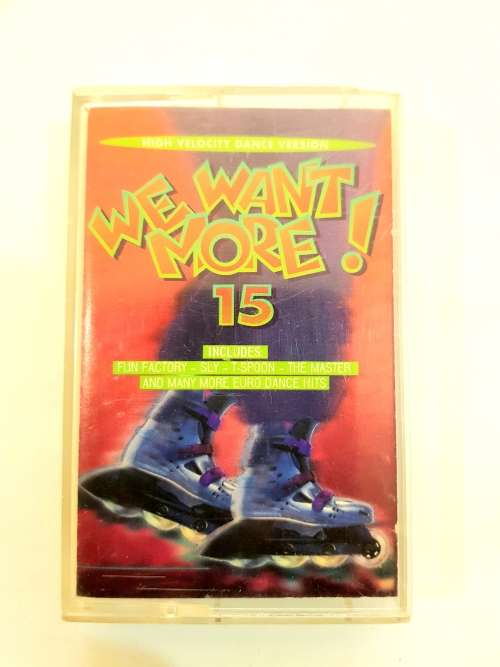 HIGH VELOCITY DANCE VERSION
WE WANT
MORE!
15
INCLUDES:
FUN FACTORY - SLY - T-SPOON - THE MASTER
AND MANY MORE EURO DANCE HITS